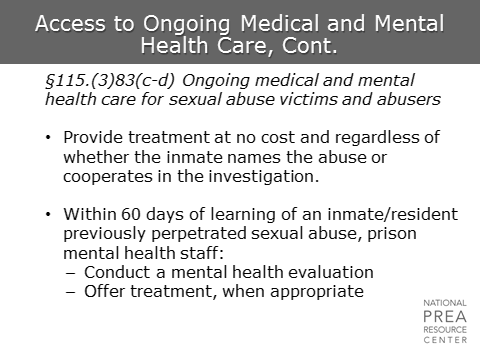 Access to Ongoing Medical and Mental
Health Care, Cont.
§115.(3)83(c-d) Ongoing medical and mental
health care for sexual abuse victims and abusers
• Provide treatment at no cost and regardless of
whether the inmate names the abuse or
cooperates in the investigation.
• Within 60 days of learning of an inmate/resident
previously perpetrated sexual abuse, prison
mental health staff:
– Conduct a mental health evaluation
– Offer treatment, when appropriate
NATIONAL
PREA
RESOURCE
CENTER